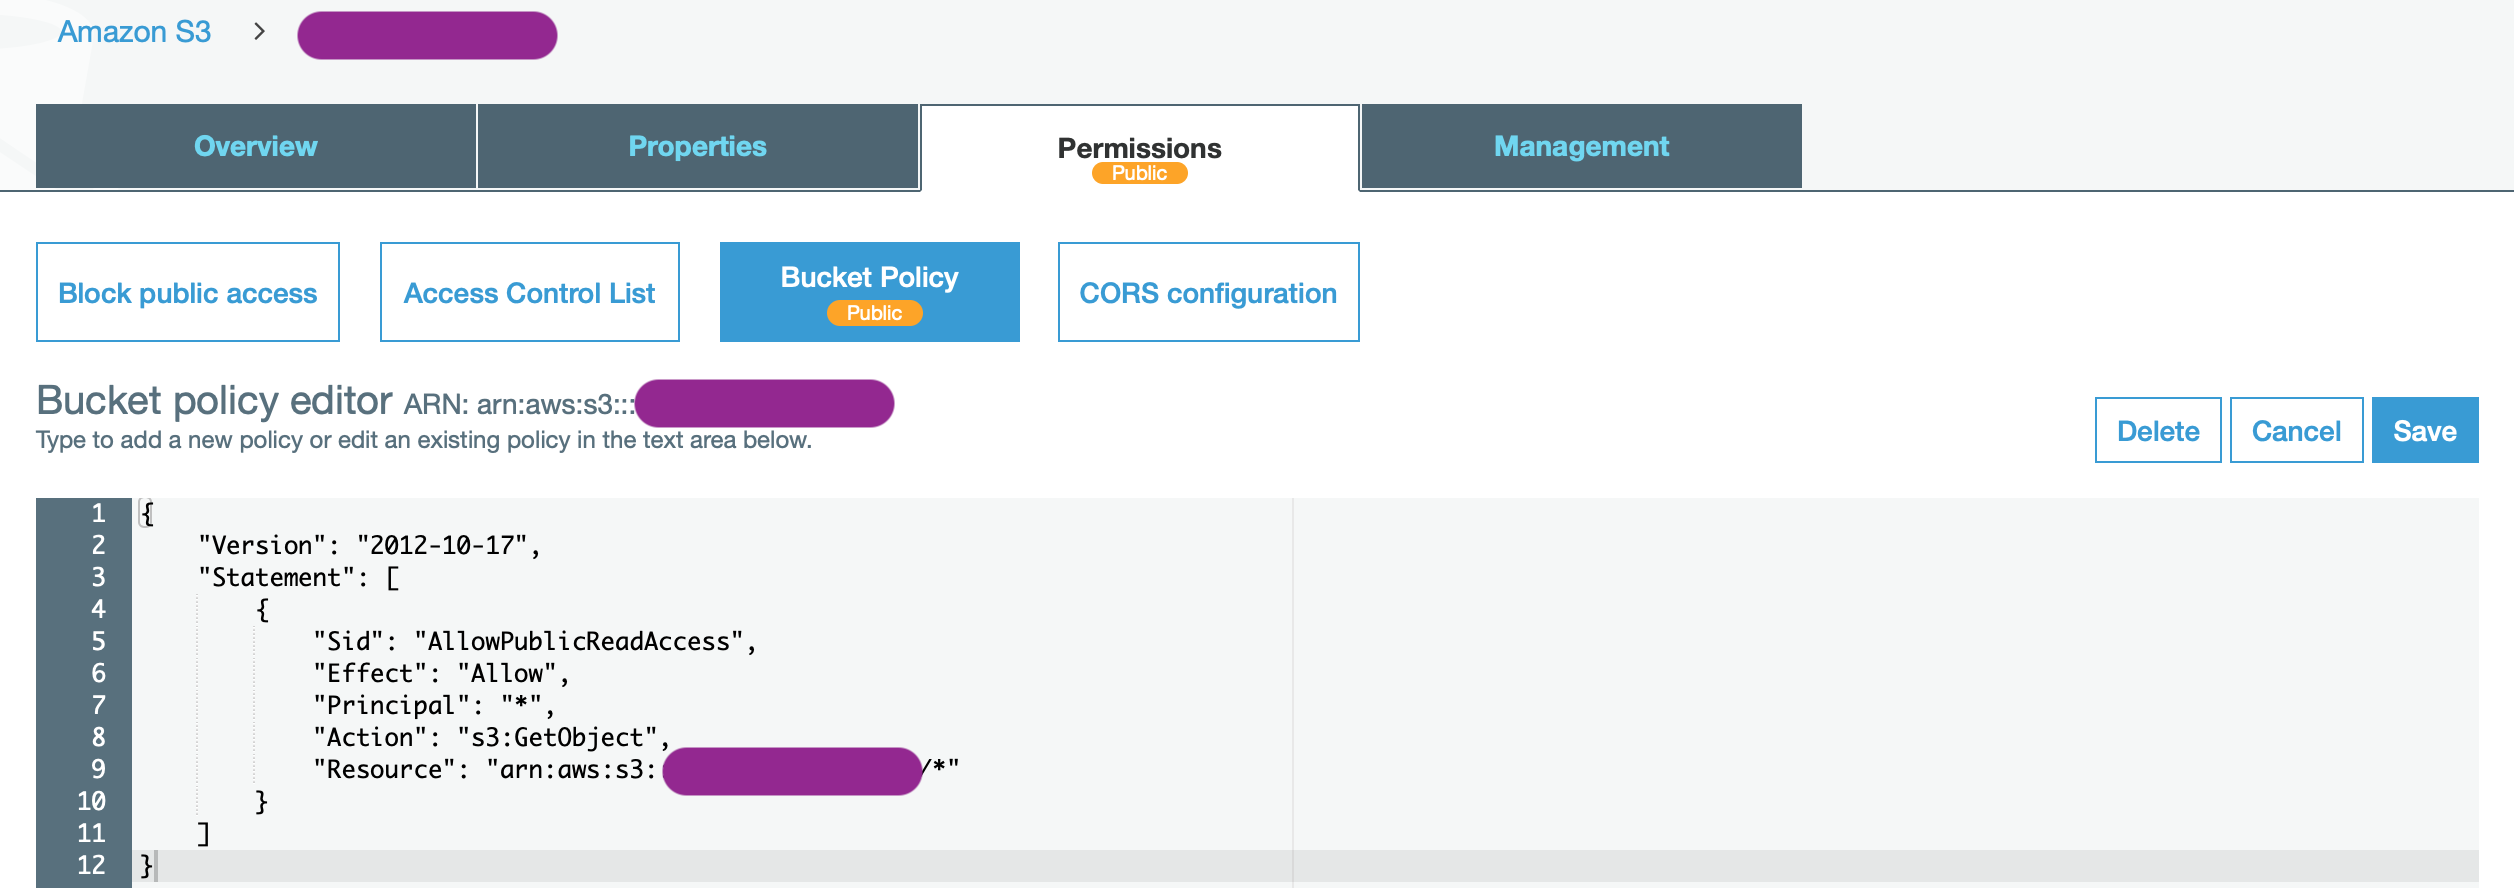 Amazon S3 >
Overview Properties Permissions Management
Public
Block public access Access Control List Bucket Policy CORS configuration
Public
Bucket policy editor ARN: arn:aws:s3:::
Type to add a new policy or edit an existing policy in the text area below.
Delete Cancel Save
1 {
2 "Version": "2012-10-17",
3 "Statement": [
4 {
5 "Sid": "AllowPublicReadAccess",
6 "Effect": "Allow",
7 "Principal": "*",
8 "Action": "s3:GetObject",
9 "Resource": "arn:aws:s3: /*"
10 }
11 ]
12 }